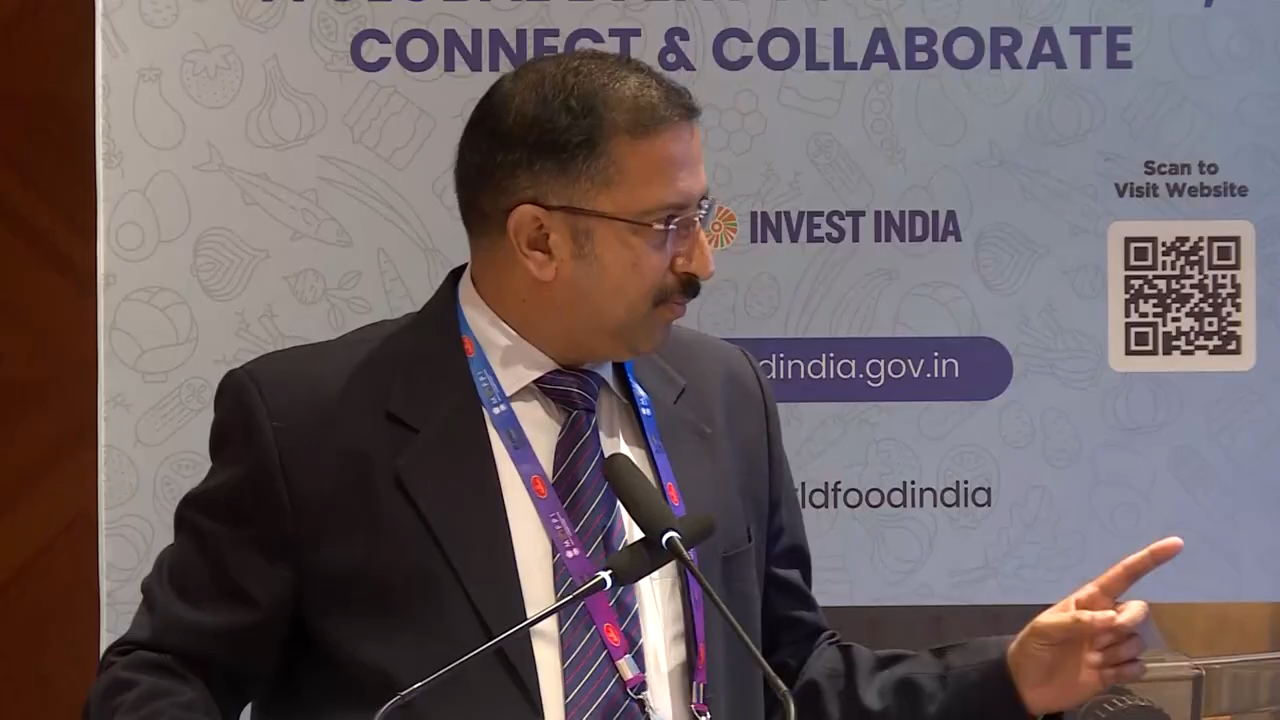 CONNECT & COLLABORATE
Scan to
Visit Website
INVEST INDIA
dindia.gov.in
ldfoodindia